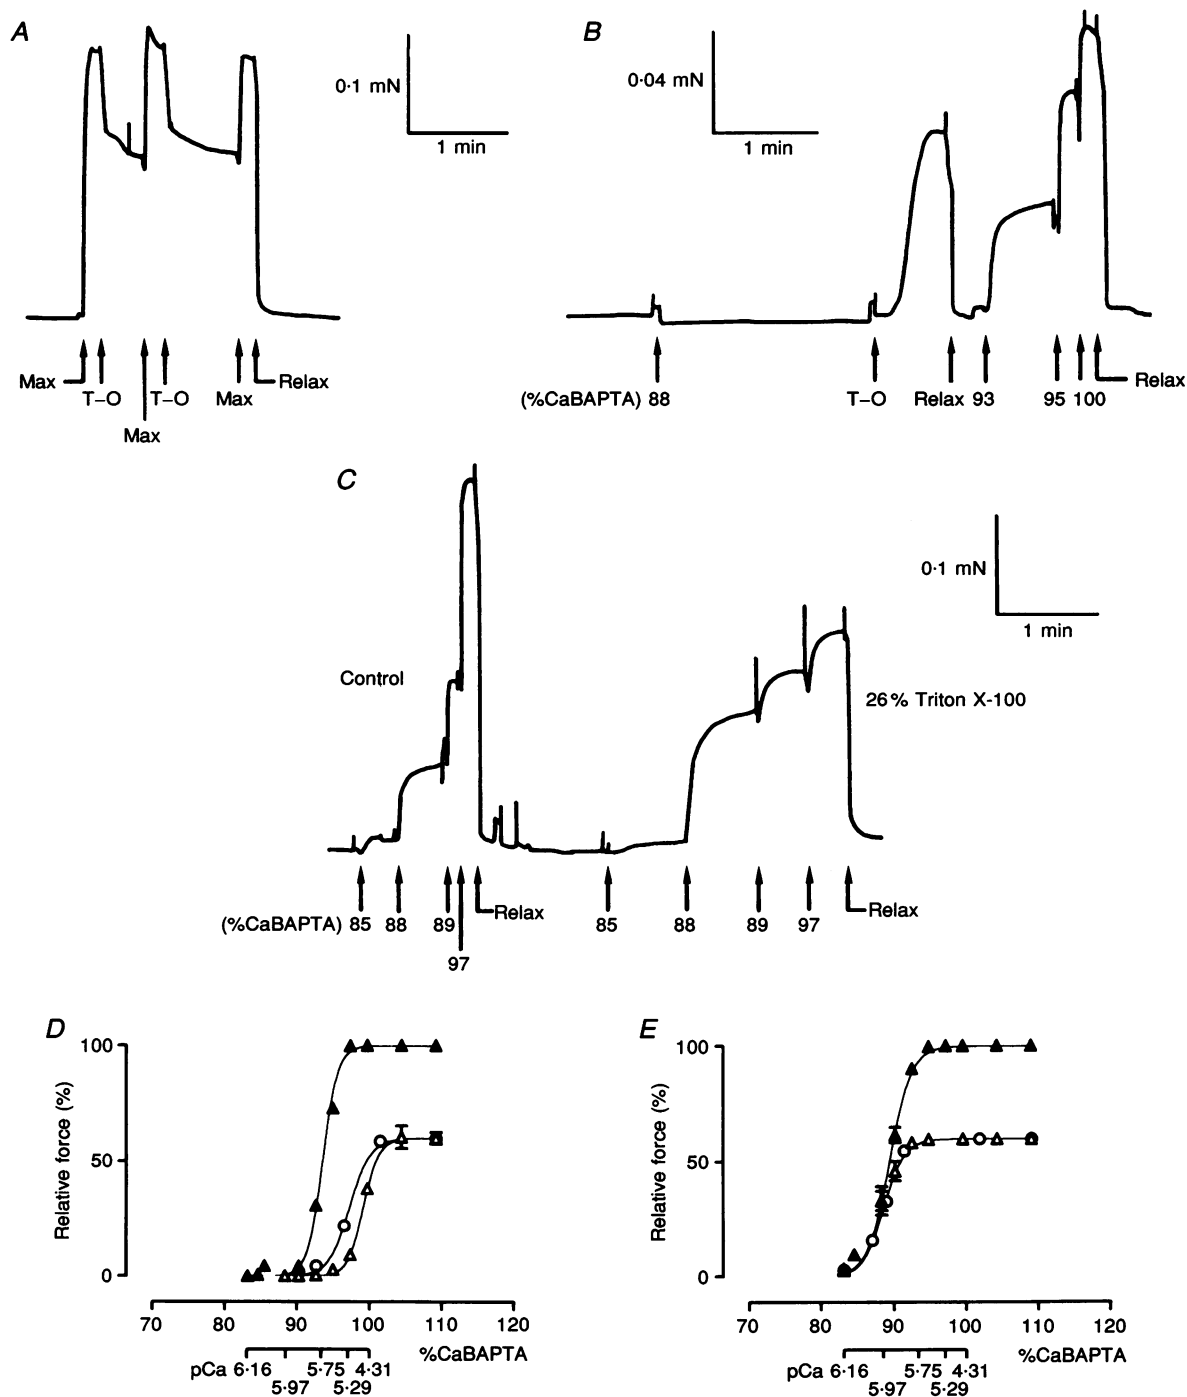 A
0·1 mN
1 min
Max
T–O
T–O
Max
Relax
Max
B
0·04 mN
1 min
(%CaBAPTA) 88
T–O
Relax
93
95
100
Relax
C
Control
0·1 mN
1 min
26% Triton X-100
(%CaBAPTA) 85
88
89
Relax
97
85
88
89
97
Relax
D
Relative force (%)
100
50
0
70
80
90
100
110
120
%CaBAPTA
pCa 6·16
5·75
4·31
5·97
5·29
E
Relative force (%)
100
50
0
70
80
90
100
110
120
%CaBAPTA
pCa 6·16
5·75
4·31
5·97
5·29